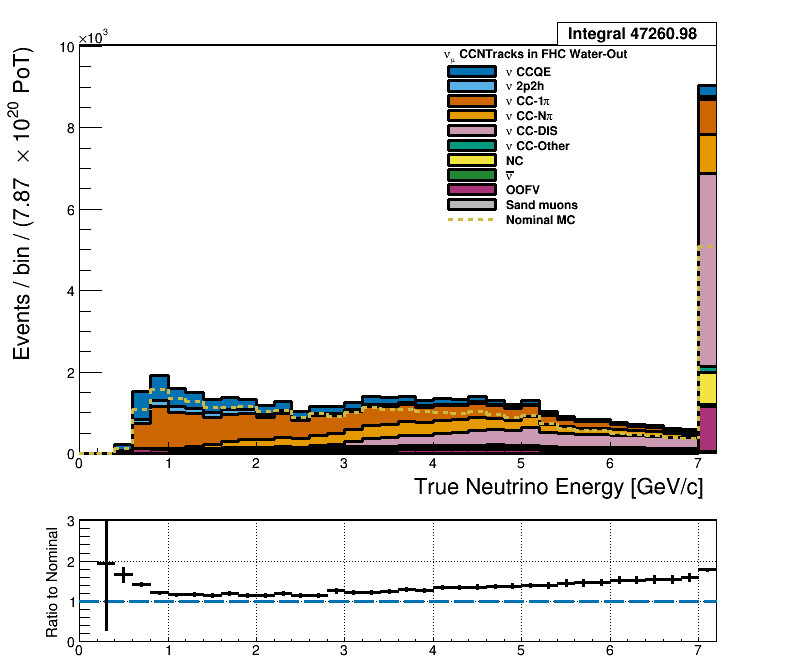 Integral 47260.98
×10³
ν_μ CCNTracks in FHC Water-Out
ν CCQE
ν 2p2h
ν CC-1π
ν CC-Nπ
ν CC-DIS
ν CC-Other
NC
ν̅
OOFV
Sand muons
Nominal MC
Events / bin / (7.87 × 10²⁰ PoT)
10
8
6
4
2
0
0 1 2 3 4 5 6 7
True Neutrino Energy [GeV/c]
Ratio to Nominal
3
2
1
0
0 1 2 3 4 5 6 7